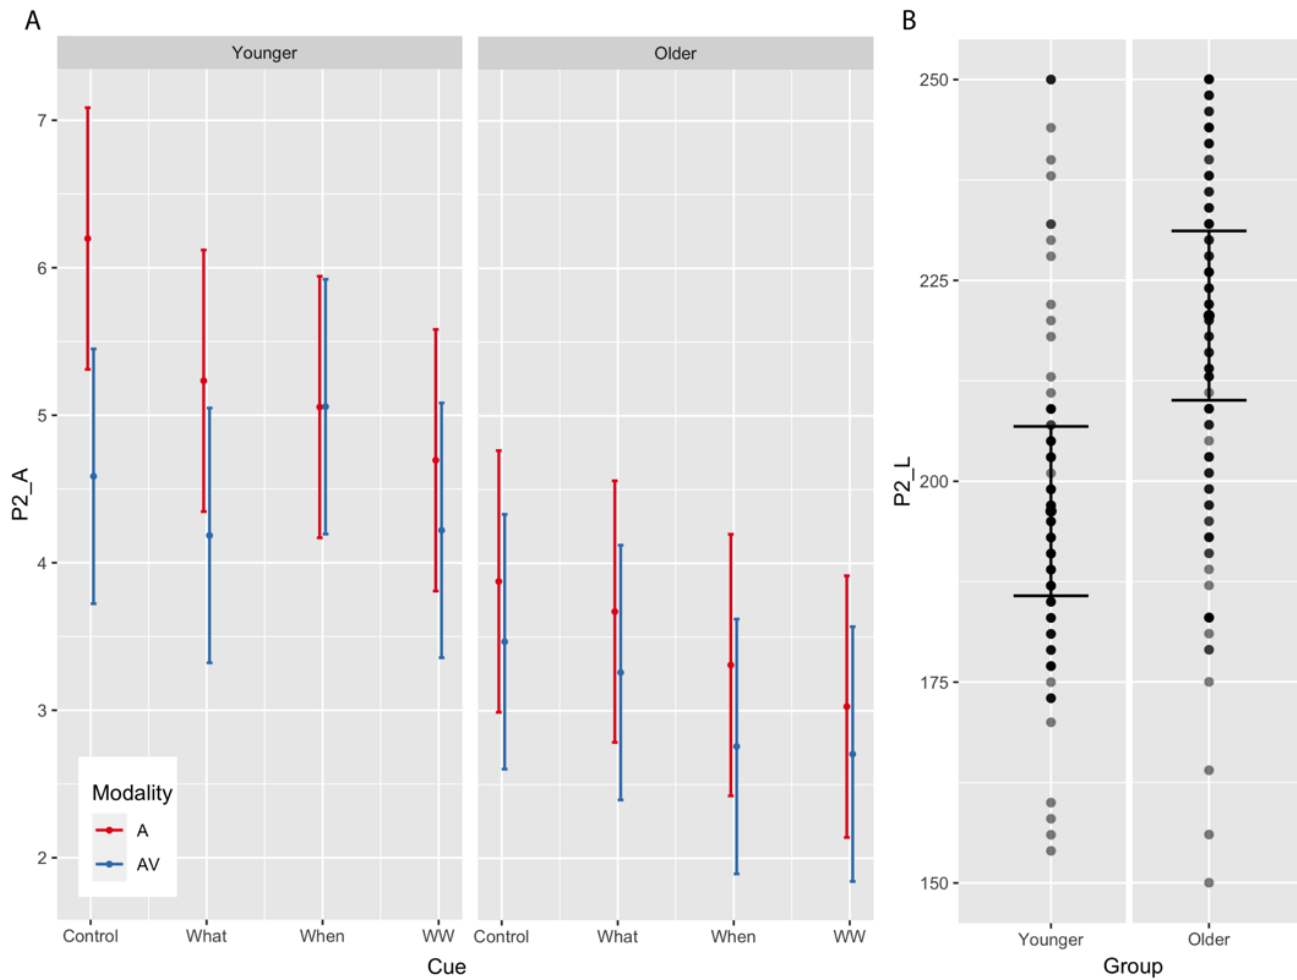 A
Younger
Older
P2_A
7
6
5
4
3
2
Modality
A
AV
Control
What
When
WW
Control
What
When
WW
Cue
B
P2_L
250
225
200
175
150
Younger
Older
Group